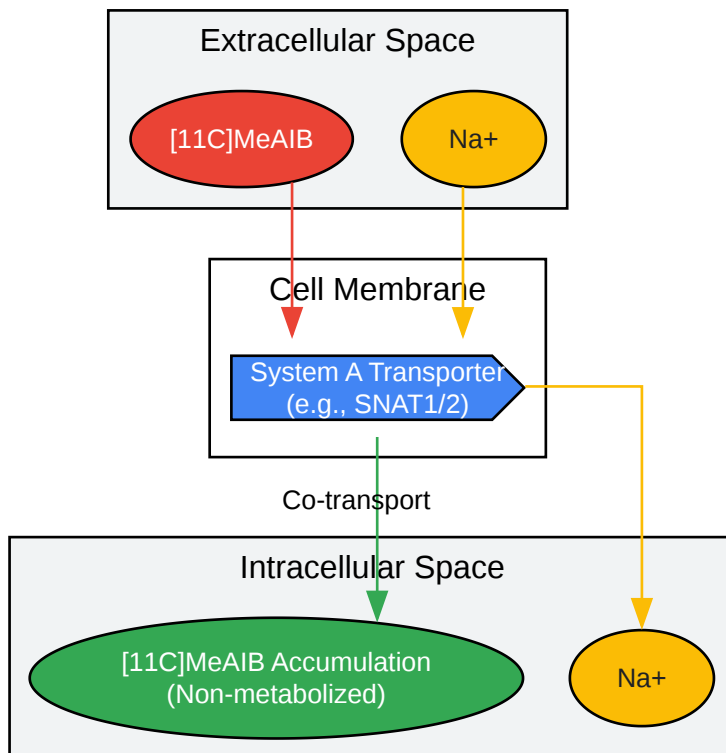 Extracellular Space
[11C]MeAIB
Na+
Cell Membrane
System A Transporter
(e.g., SNAT1/2)
Co-transport
Intracellular Space
[11C]MeAIB Accumulation
(Non-metabolized)
Na+